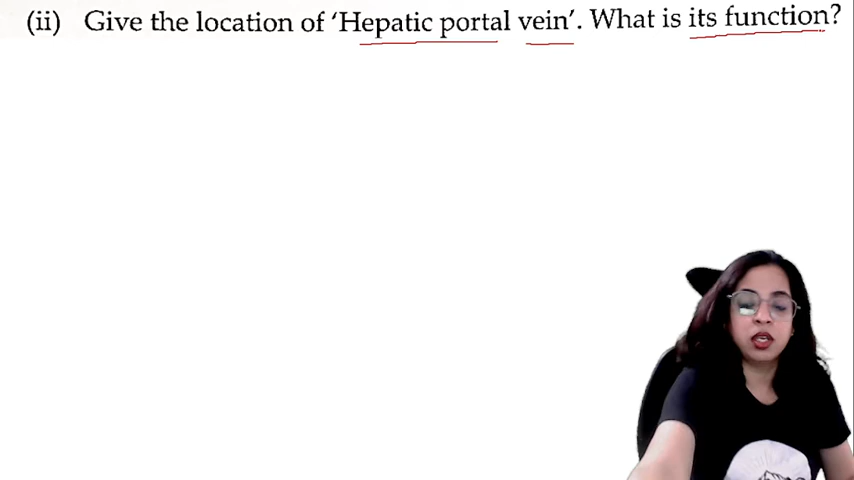 (ii) Give the location of ‘Hepatic portal vein’. What is its function?